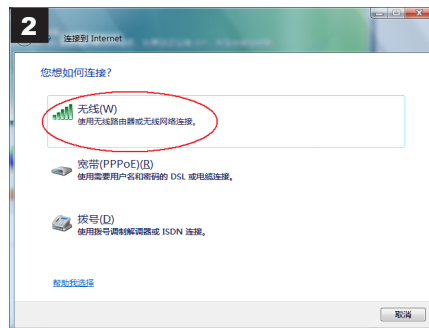 2
连接到 Internet
您想如何连接?
无线(W)
使用无线路由器或无线网络连接。
宽带(PPPoE)(R)
使用需要用户名和密码的 DSL 或电缆连接。
拨号(D)
使用拨号调制解调器或 ISDN 连接。
帮助我选择
取消